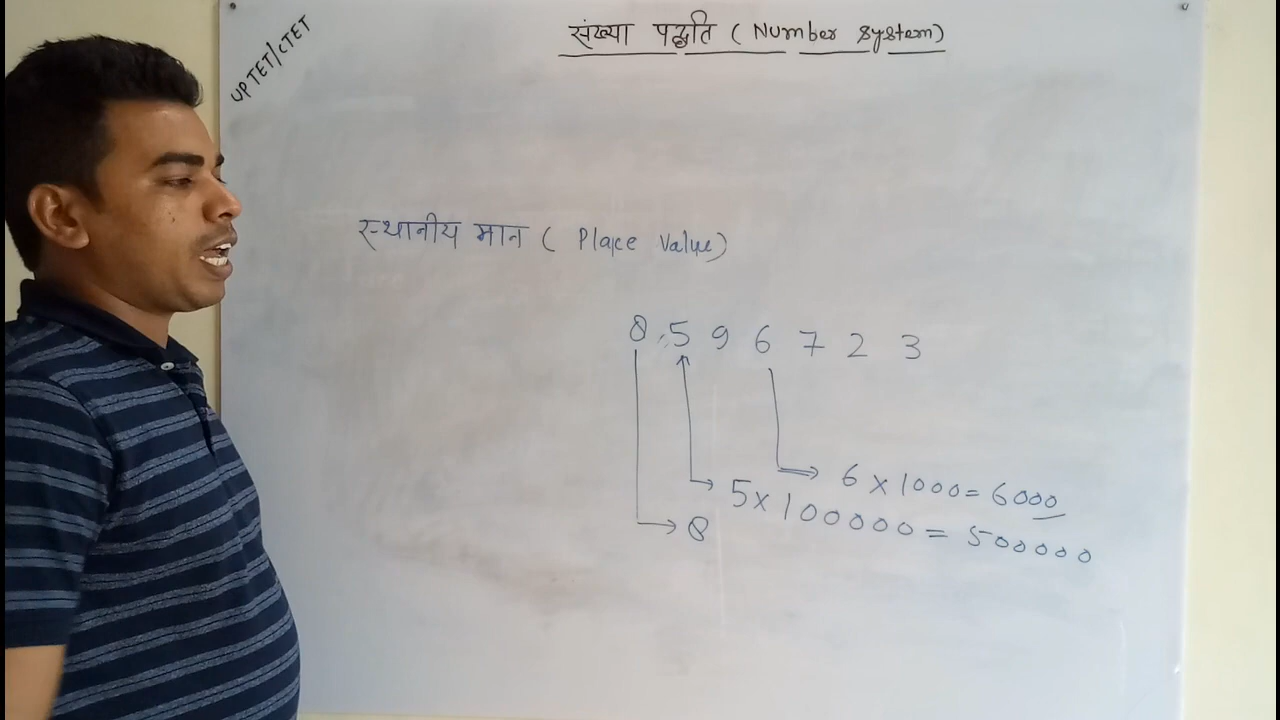 UPTET/CTET
संख्या पद्धति ( Number System)
स्थानीय मान ( Place Value)
8 5 9 6 7 2 3
6 × 1000 = 6000
5 × 100000 = 500000
8